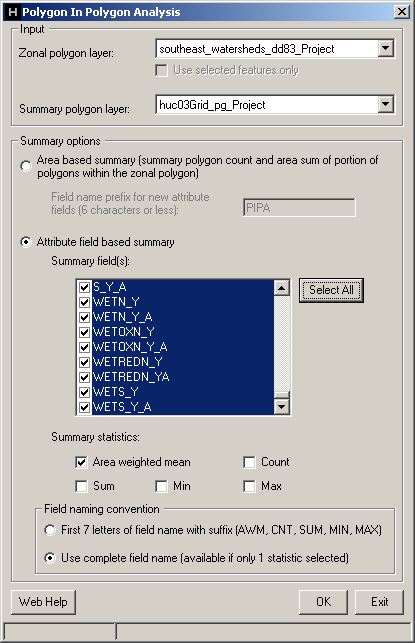 H Polygon In Polygon Analysis
Input
Zonal polygon layer: southeast_watersheds_dd83_Project
Use selected features only
Summary polygon layer: huc03Grid_pg_Project
Summary options
Area based summary (summary polygon count and area sum of portion of
polygons within the zonal polygon)
Field name prefix for new attribute
fields (6 characters or less): PIPA
Attribute field based summary
Summary field(s):
S_Y_A
Select All
WETN_Y
WETN_Y_A
WETOXN_Y
WETOXN_Y_A
WETREDN_Y
WETREDN_YA
WETS_Y
WETS_Y_A
Summary statistics:
Area weighted mean Count
Sum Min Max
Field naming convention
First 7 letters of field name with suffix (AWM, CNT, SUM, MIN, MAX)
Use complete field name (available if only 1 statistic selected)
Web Help OK Exit